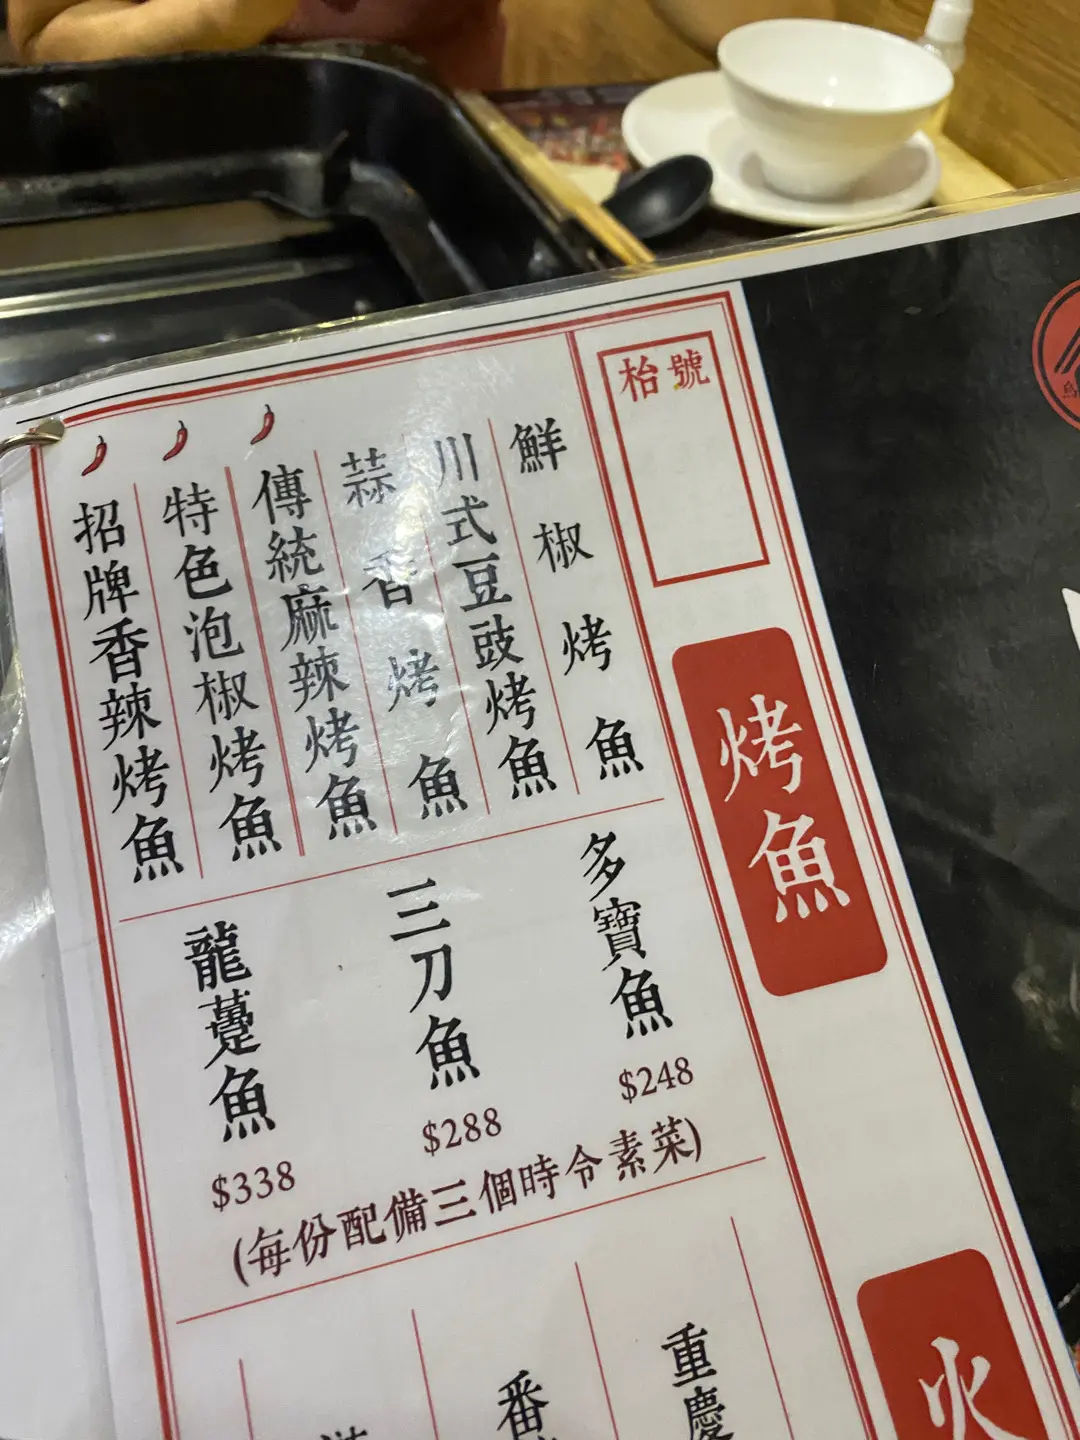 枱號
烤魚
鮮椒烤魚
川式豆豉烤魚
蒜香烤魚
傳統麻辣烤魚
特色泡椒烤魚
招牌香辣烤魚
多寶魚
$248
三刀魚
$288
龍躉魚
$338
(每份配備三個時令素菜)
火
重慶
番